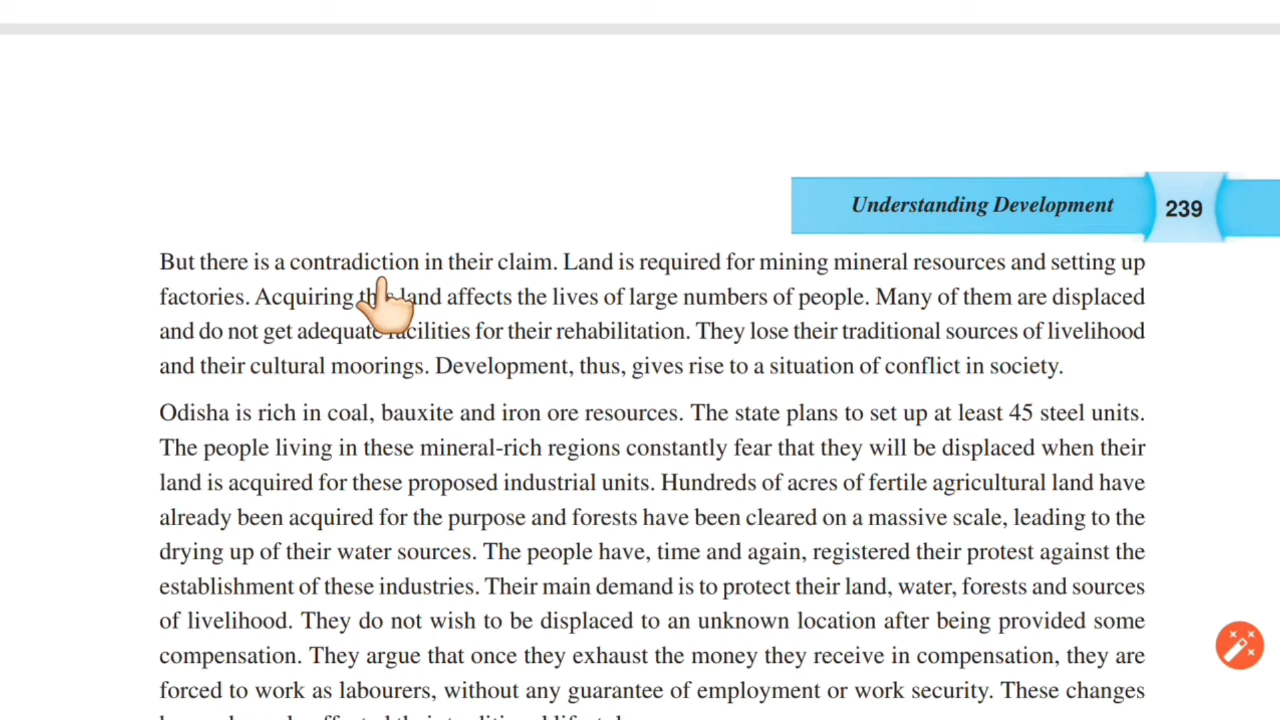 Understanding Development 239
But there is a contradiction in their claim. Land is required for mining mineral resources and setting up
factories. Acquiring land affects the lives of large numbers of people. Many of them are displaced
and do not get adequate facilities for their rehabilitation. They lose their traditional sources of livelihood
and their cultural moorings. Development, thus, gives rise to a situation of conflict in society.
Odisha is rich in coal, bauxite and iron ore resources. The state plans to set up at least 45 steel units.
The people living in these mineral-rich regions constantly fear that they will be displaced when their
land is acquired for these proposed industrial units. Hundreds of acres of fertile agricultural land have
already been acquired for the purpose and forests have been cleared on a massive scale, leading to the
drying up of their water sources. The people have, time and again, registered their protest against the
establishment of these industries. Their main demand is to protect their land, water, forests and sources
of livelihood. They do not wish to be displaced to an unknown location after being provided some
compensation. They argue that once they exhaust the money they receive in compensation, they are
forced to work as labourers, without any guarantee of employment or work security. These changes